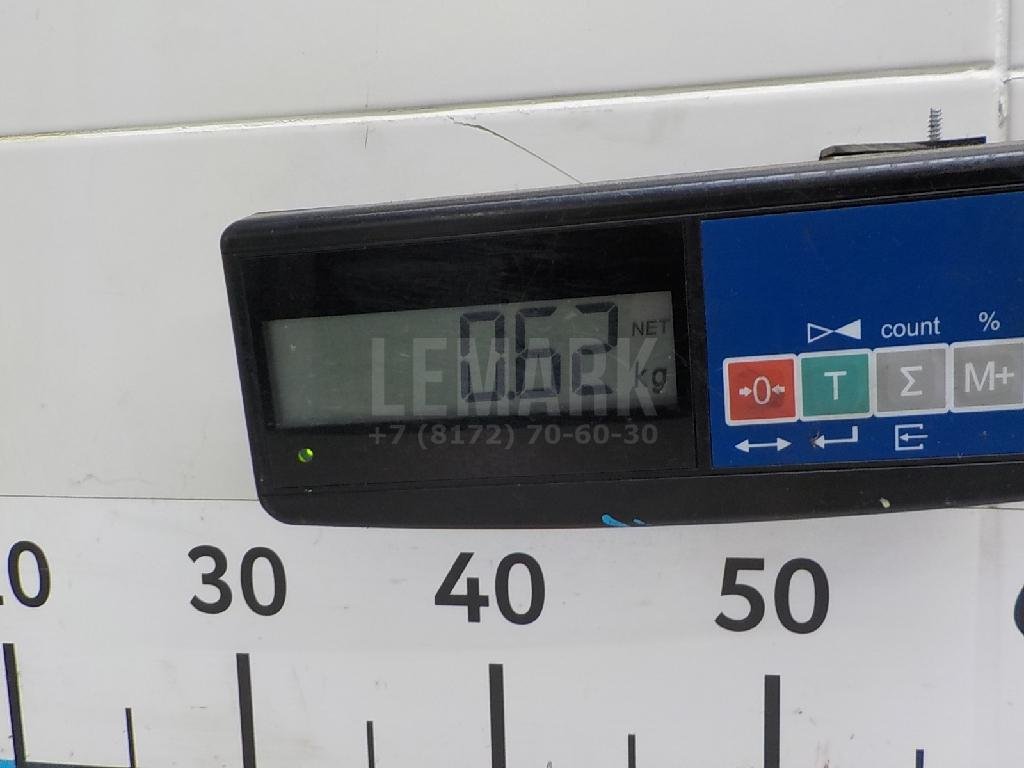 0.62
NET
kg
LEMARK
+7 (8172) 70-60-30
count
%
0
T
Σ
M+
30
40
50